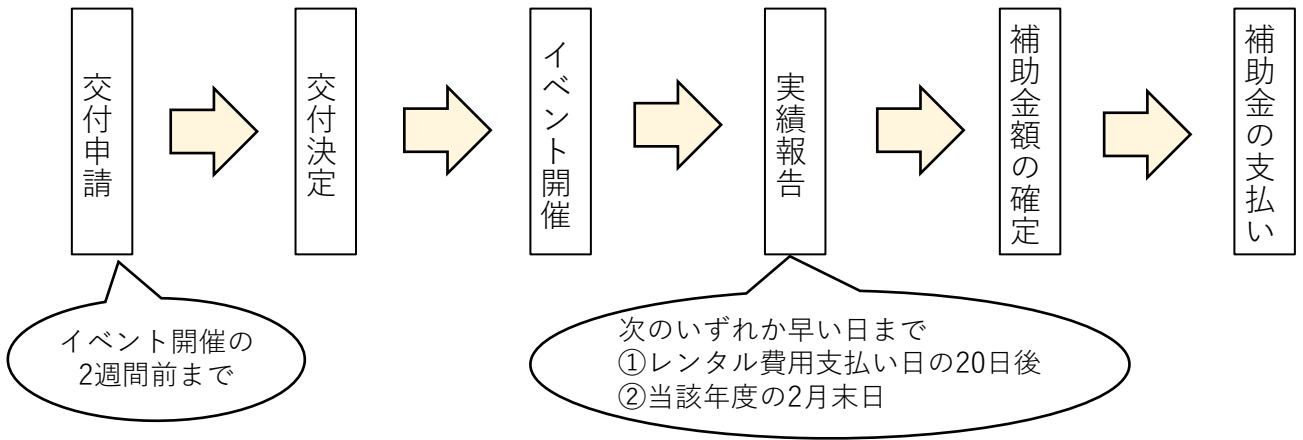 交付申請
交付決定
イベント開催
実績報告
補助金額の確定
補助金の支払い
イベント開催の
2週間前まで
次のいずれか早い日まで
①レンタル費用支払い日の20日後
②当該年度の2月末日